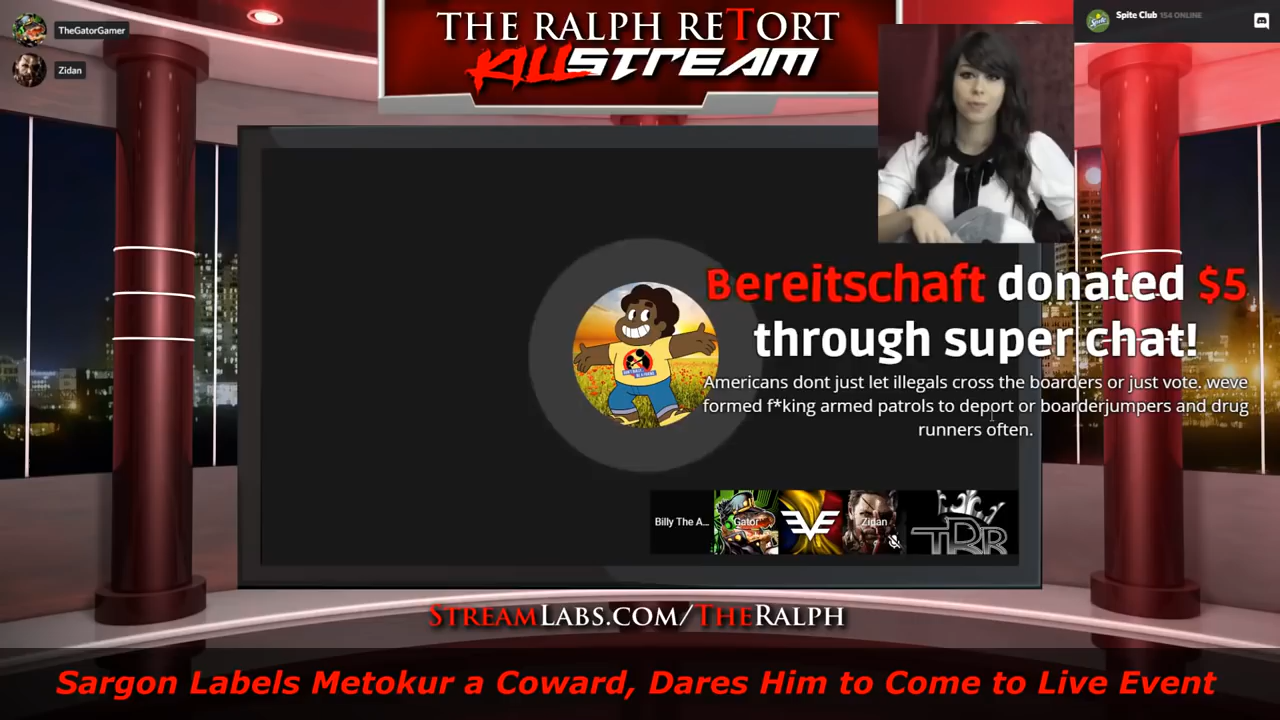 TheGatorGamer
Zidan
THE RALPH RETORT
KILLSTREAM
Spite Club 154 ONLINE
Bereitschaft donated $5
through super chat!
Americans dont just let illegals cross the boarders or just vote. weve
formed f*king armed patrols to deport or boarderjumpers and drug
runners often.
Billy The A...
Gator
Zidan
TRR
STREAMLABS.COM/THERALPH
Sargon Labels Metokur a Coward, Dares Him to Come to Live Event